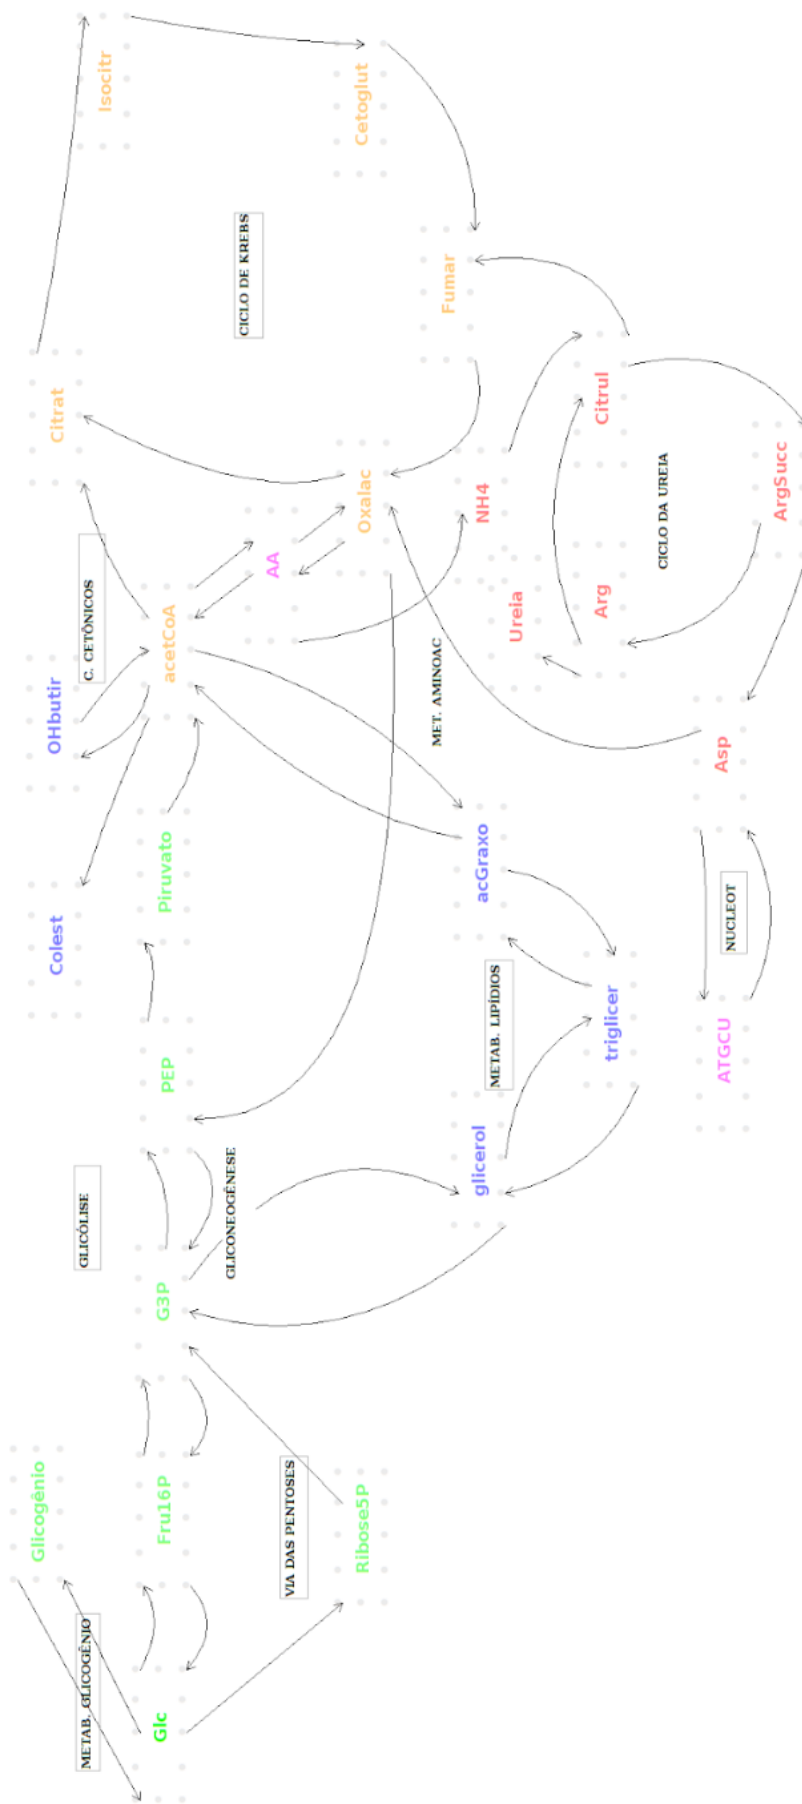 Glicogênio
METAB. GLICOGÊNIO
Glc
Fru16P
VIA DAS PENTOSES
Ribose5P
GLICÓLISE
G3P
GLICONEOGÊNESE
PEP
Piruvato
Colest
OHbutir
C. CETÔNICOS
acetCoA
AA
Citrat
Isocitr
CICLO DE KREBS
Cetoglut
Fumar
Oxalac
MET. AMINOAC
NH4
Ureia
Arg
Citrul
CICLO DA UREIA
ArgSucc
Asp
NUCLEOT
ATGCU
acGraxo
METAB. LIPÍDIOS
triglicer
glicerol